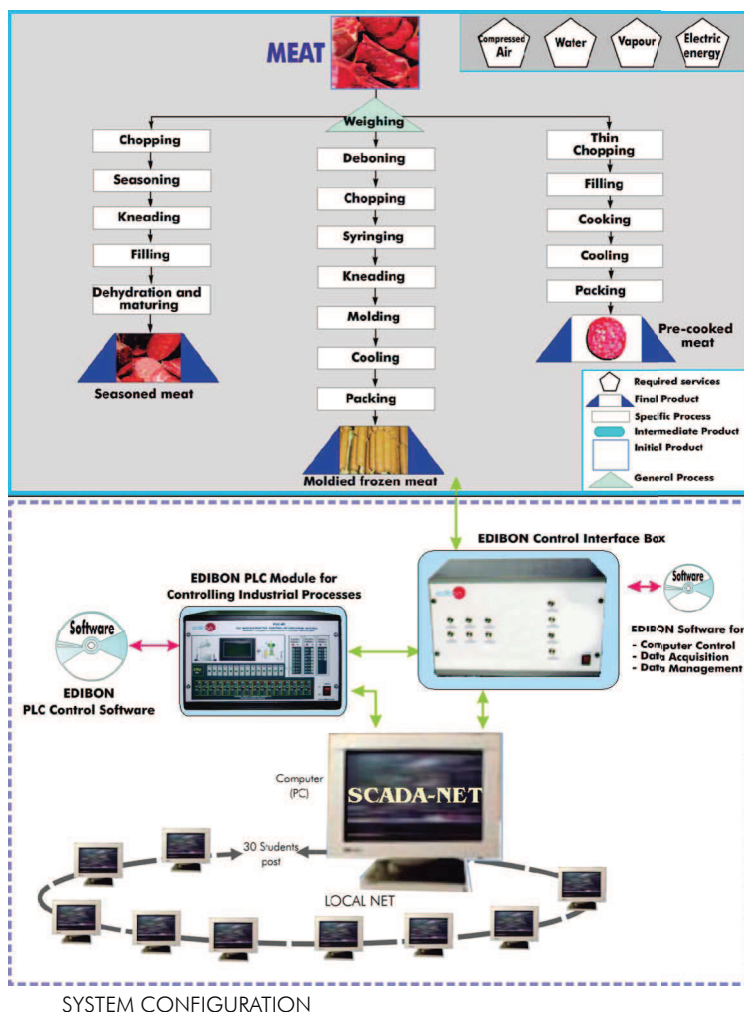 MEAT
Compressed
Air
Water
Vapour
Electric
energy
Weighing
Chopping
Seasoning
Kneading
Filling
Dehydration and
maturing
Seasoned meat
Deboning
Chopping
Syringing
Kneading
Molding
Cooling
Packing
Moldied frozen meat
Thin
Chopping
Filling
Cooking
Cooling
Packing
Pre-cooked
meat
Required services
Final Product
Specific Process
Intermediate Product
Initiel Product
General Process
EDIBON Control Interface Box
EDIBON PLC Module for
Controlling Industrial Processes
Software
EDIBON
PLC Control Software
Software
EDIBON Software for
- Computer Control
- Data Acquisition
- Data Management
Computer
(PC)
SCADA-NET
30 Students
post
LOCAL NET
SYSTEM CONFIGURATION